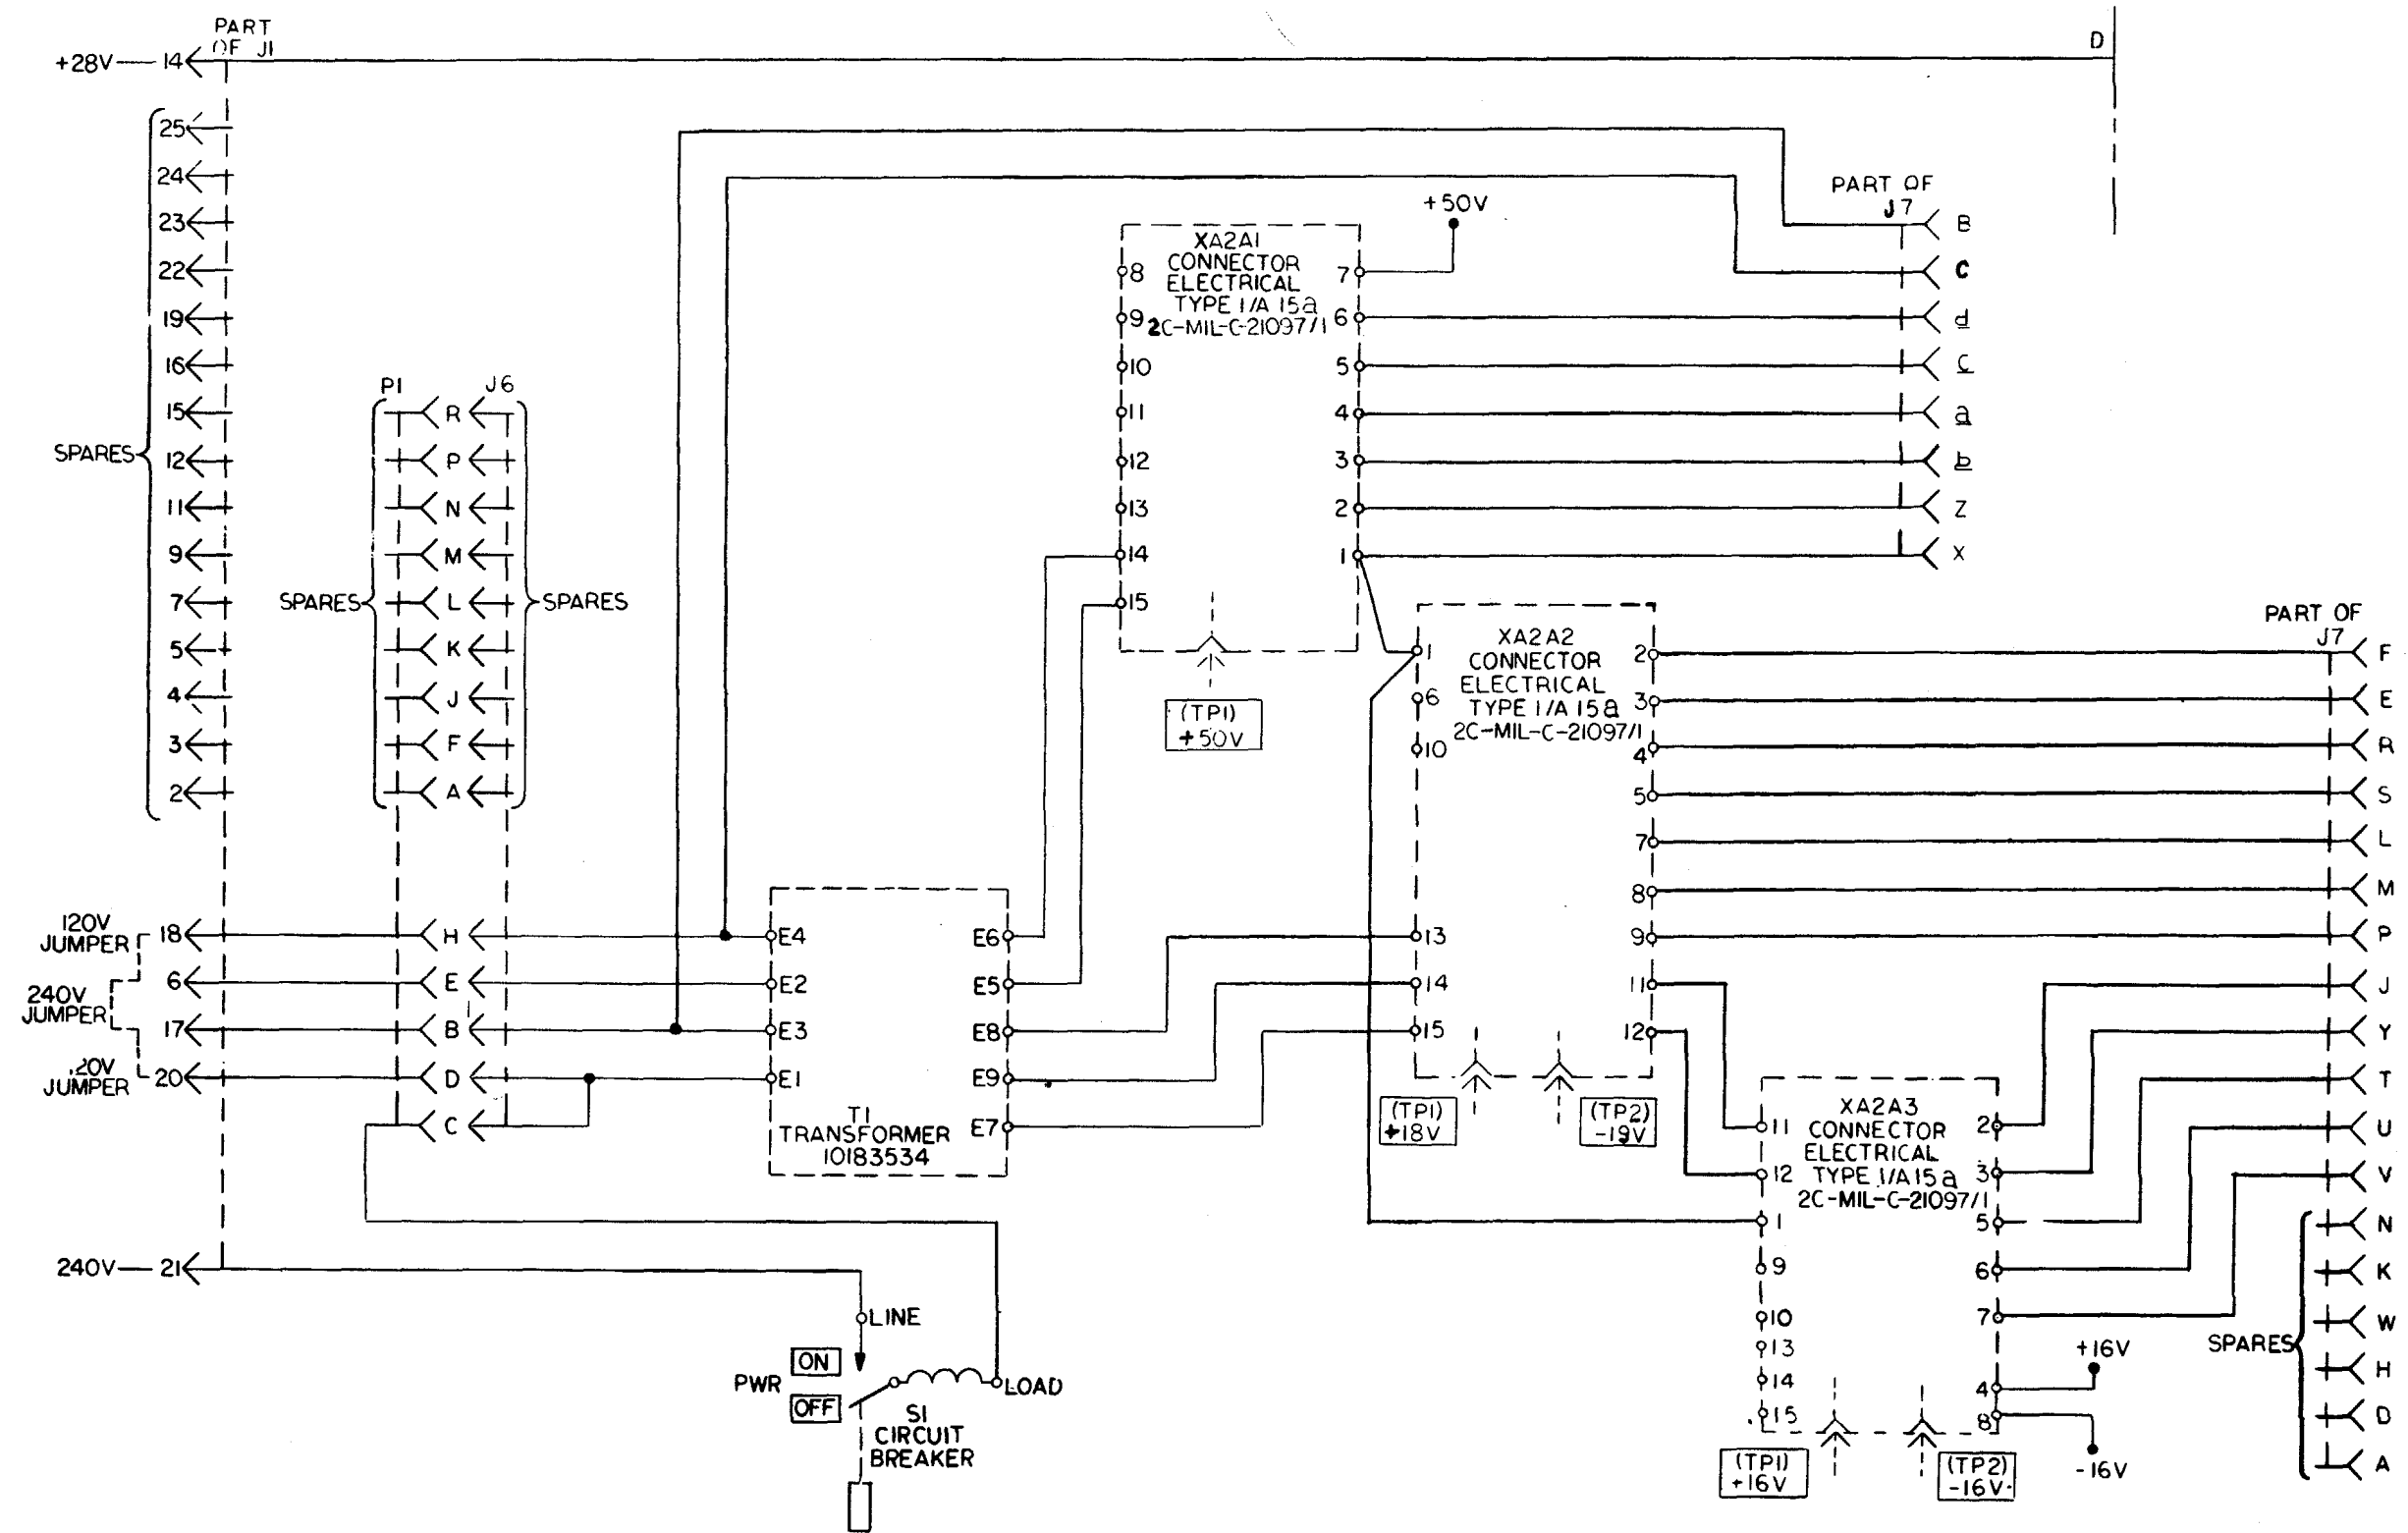 PART
OF J1
+28V 14
D
25
24
23
22
19
16
15
12
11
9
7
5
4
3
2
SPARES
P1 J6
R
P
N
M
L
K
J
F
A
SPARES
SPARES
120V
JUMPER
240V
JUMPER
.20V
JUMPER
18
6
17
20
H
E
B
D
C
240V 21
E4
E2
E3
E1
E6
E5
E8
E9
E7
T1
TRANSFORMER
10183534
LINE
ON
PWR
OFF
LOAD
S1
CIRCUIT
BREAKER
XA2A1
CONNECTOR
ELECTRICAL
TYPE 1/A 15a
2C-MIL-C-21097/1
8
9
10
11
12
13
14
15
7
6
5
4
3
2
1
+50V
(TP1)
+50V
PART OF
J7
B
C
d
c
a
b
Z
X
XA2A2
CONNECTOR
ELECTRICAL
TYPE 1/A 15a
2C-MIL-C-21097/1
1
6
10
13
14
15
2
3
4
5
7
8
9
11
12
(TP1)
+18V
(TP2)
-19V
XA2A3
CONNECTOR
ELECTRICAL
TYPE 1/A15a
2C-MIL-C-21097/1
11
12
1
9
10
13
14
15
2
3
5
6
7
4
8
+16V
-16V
(TP1)
+16V
(TP2)
-16V
PART OF
J7
F
E
R
S
L
M
P
J
Y
T
U
V
N
K
W
H
D
A
SPARES